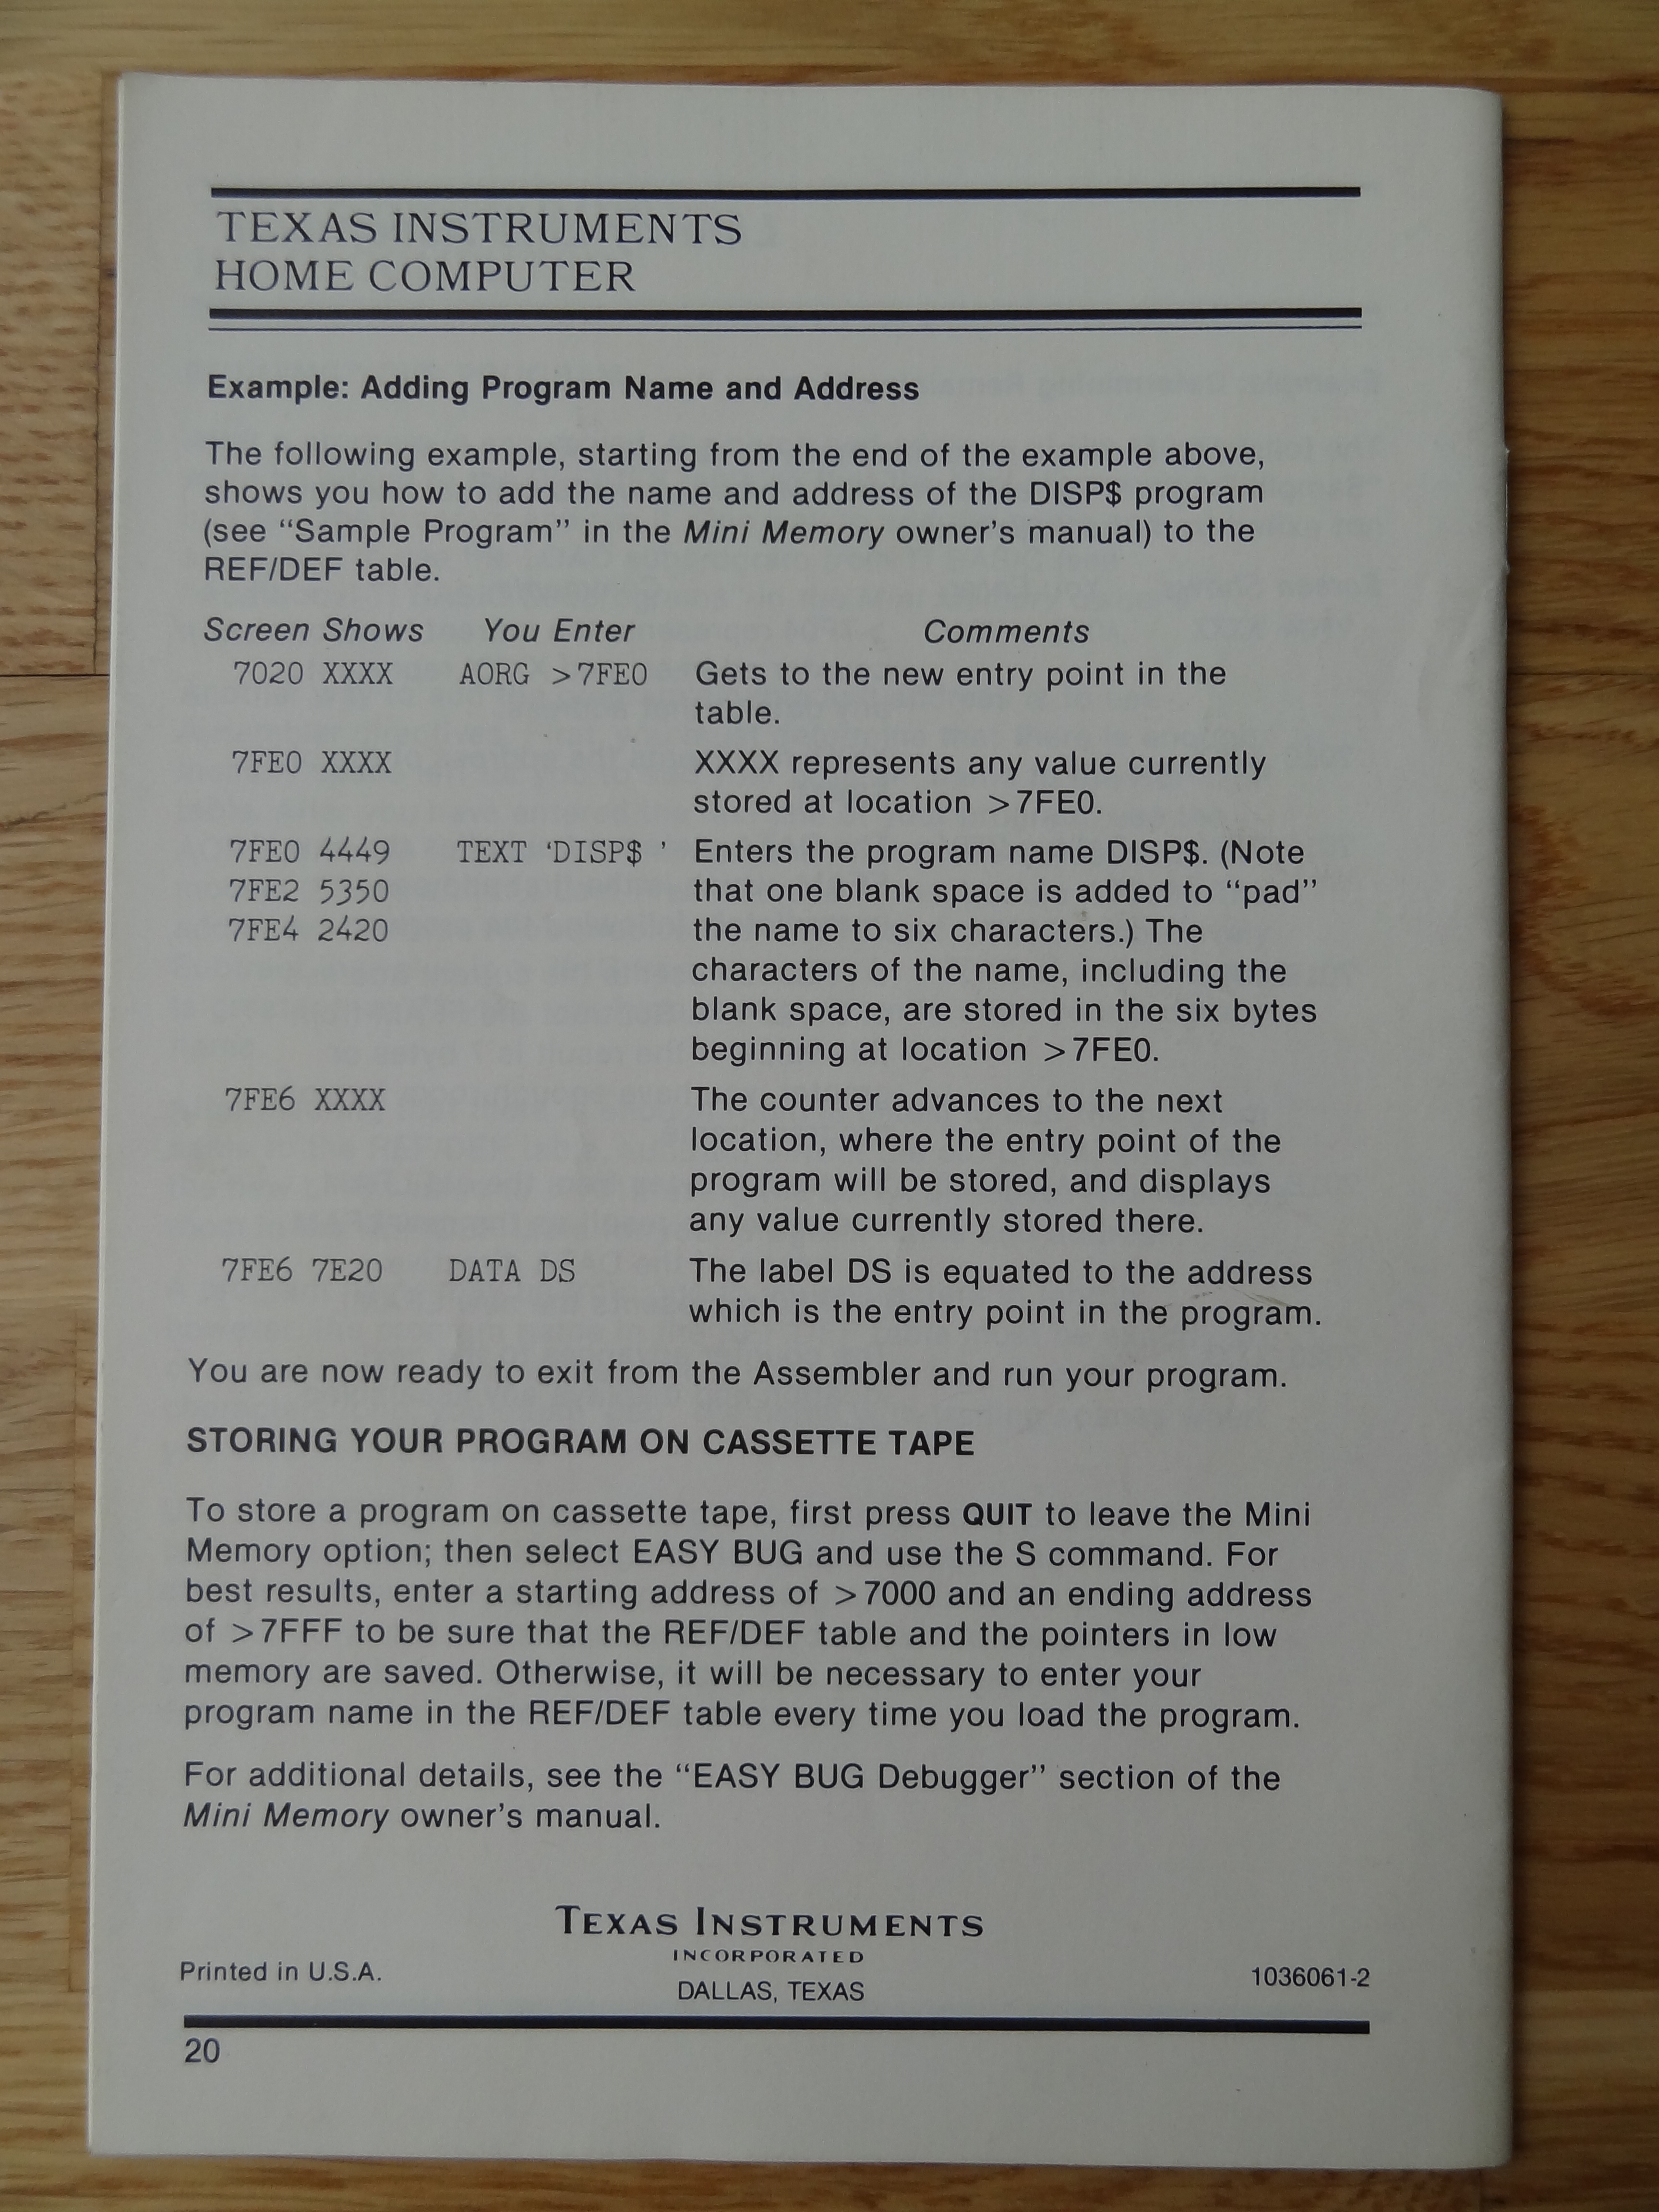 TEXAS INSTRUMENTS
HOME COMPUTER
Example: Adding Program Name and Address
The following example, starting from the end of the example above,
shows you how to add the name and address of the DISP$ program
(see “Sample Program” in the Mini Memory owner’s manual) to the
REF/DEF table.
Screen Shows You Enter Comments
7020 XXXX AORG >7FE0 Gets to the new entry point in the
table.
7FE0 XXXX XXXX represents any value currently
stored at location >7FE0.
7FE0 4449 TEXT ‘DISP$ ’ Enters the program name DISP$. (Note
7FE2 5350 that one blank space is added to “pad”
7FE4 2420 the name to six characters.) The
characters of the name, including the
blank space, are stored in the six bytes
beginning at location >7FE0.
7FE6 XXXX The counter advances to the next
location, where the entry point of the
program will be stored, and displays
any value currently stored there.
7FE6 7E20 DATA DS The label DS is equated to the address
which is the entry point in the program.
You are now ready to exit from the Assembler and run your program.
STORING YOUR PROGRAM ON CASSETTE TAPE
To store a program on cassette tape, first press QUIT to leave the Mini
Memory option; then select EASY BUG and use the S command. For
best results, enter a starting address of >7000 and an ending address
of >7FFF to be sure that the REF/DEF table and the pointers in low
memory are saved. Otherwise, it will be necessary to enter your
program name in the REF/DEF table every time you load the program.
For additional details, see the “EASY BUG Debugger” section of the
Mini Memory owner’s manual.
TEXAS INSTRUMENTS
INCORPORATED
Printed in U.S.A. DALLAS, TEXAS 1036061-2
20